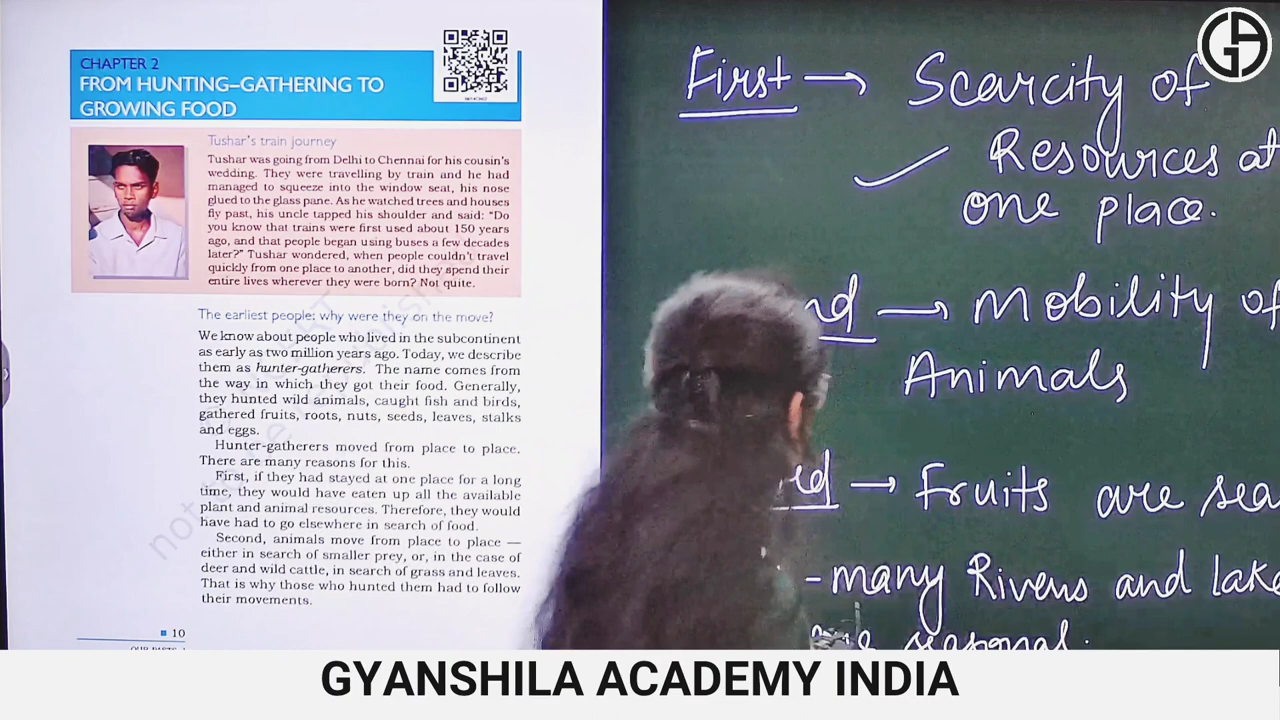 CHAPTER 2
FROM HUNTING–GATHERING TO
GROWING FOOD
Tushar's train journey
Tushar was going from Delhi to Chennai for his cousin's
wedding. They were travelling by train and he had
managed to squeeze into the window seat, his nose
glued to the glass pane. As he watched trees and houses
fly past, his uncle tapped his shoulder and said: "Do
you know that trains were first used about 150 years
ago, and that people began using buses a few decades
later?" Tushar wondered, when people couldn't travel
quickly from one place to another, did they spend their
entire lives wherever they were born? Not quite.
The earliest people: why were they on the move?
We know about people who lived in the subcontinent
as early as two million years ago. Today, we describe
them as hunter-gatherers. The name comes from
the way in which they got their food. Generally,
they hunted wild animals, caught fish and birds,
gathered fruits, roots, nuts, seeds, leaves, stalks
and eggs.
Hunter-gatherers moved from place to place.
There are many reasons for this.
First, if they had stayed at one place for a long
time, they would have eaten up all the available
plant and animal resources. Therefore, they would
have had to go elsewhere in search of food.
Second, animals move from place to place —
either in search of smaller prey, or, in the case of
deer and wild cattle, in search of grass and leaves.
That is why those who hunted them had to follow
their movements.
10
First → Scarcity of
Resources at
one place.
nd → Mobility of
Animals
→ Fruits are sea
- many Rivers and lake
seasonal.
GA
GYANSHILA ACADEMY INDIA